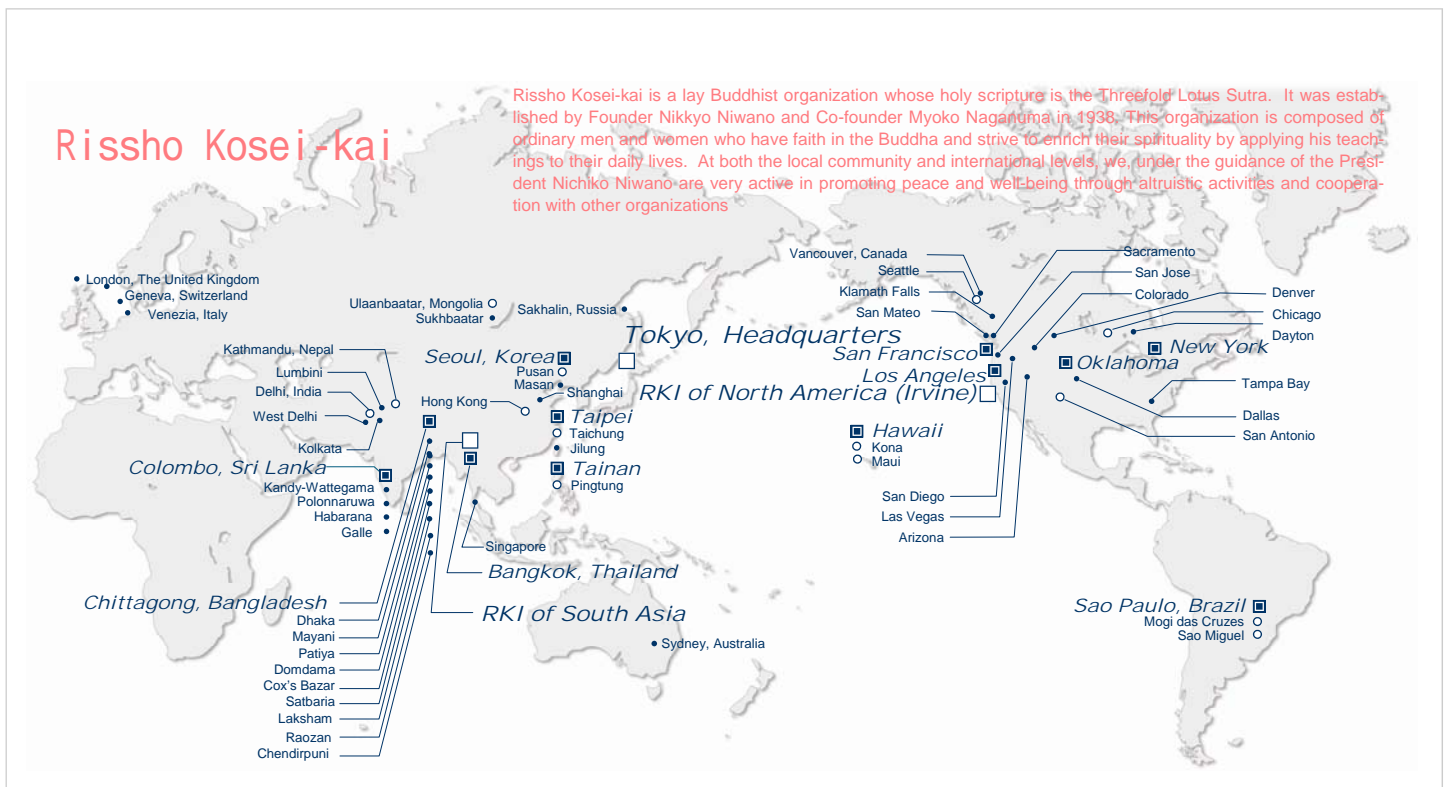 Rissho Kosei-kai is a lay Buddhist organization whose holy scripture is the Threefold Lotus Sutra. It was estab-
lished by Founder Nikkyo Niwano and Co-founder Myoko Naganuma in 1938. This organization is composed of
ordinary men and women who have faith in the Buddha and strive to enrich their spirituality by applying his teach-
ings to their daily lives. At both the local community and international levels, we, under the guidance of the Presi-
dent Nichiko Niwano are very active in promoting peace and well-being through altruistic activities and coopera-
tion with other organizations
Rissho Kosei-kai
London, The United Kingdom
Geneva, Switzerland
Venezia, Italy
Ulaanbaatar, Mongolia
Sukhbaatar
Sakhalin, Russia
Tokyo, Headquarters
Seoul, Korea
Pusan
Masan
Shanghai
Hong Kong
Kathmandu, Nepal
Lumbini
Delhi, India
West Delhi
Kolkata
Colombo, Sri Lanka
Kandy-Wattegama
Polonnaruwa
Habarana
Galle
Taipei
Taichung
Jilung
Tainan
Pingtung
Singapore
Bangkok, Thailand
RKI of South Asia
Chittagong, Bangladesh
Dhaka
Mayani
Patiya
Domdama
Cox's Bazar
Satbaria
Laksham
Raozan
Chendirpuni
Sydney, Australia
Vancouver, Canada
Seattle
Klamath Falls
San Mateo
San Francisco
Los Angeles
RKI of North America (Irvine)
Hawaii
Kona
Maui
San Diego
Las Vegas
Arizona
Sacramento
San Jose
Colorado
Denver
Chicago
Dayton
New York
Oklahoma
Tampa Bay
Dallas
San Antonio
Sao Paulo, Brazil
Mogi das Cruzes
Sao Miguel